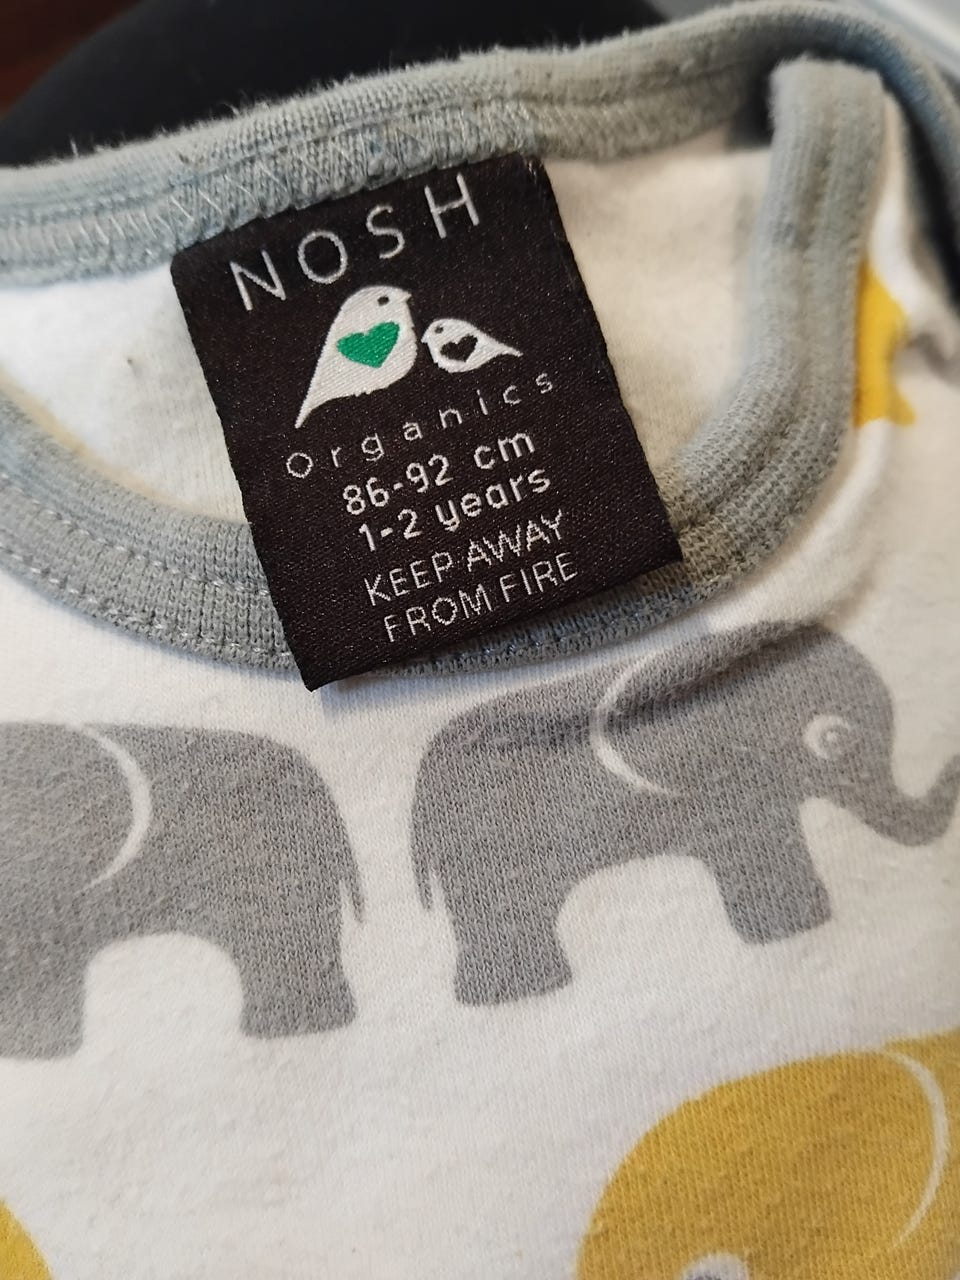 NOSH
Organics
86-92 cm
1-2 years
KEEP AWAY
FROM FIRE